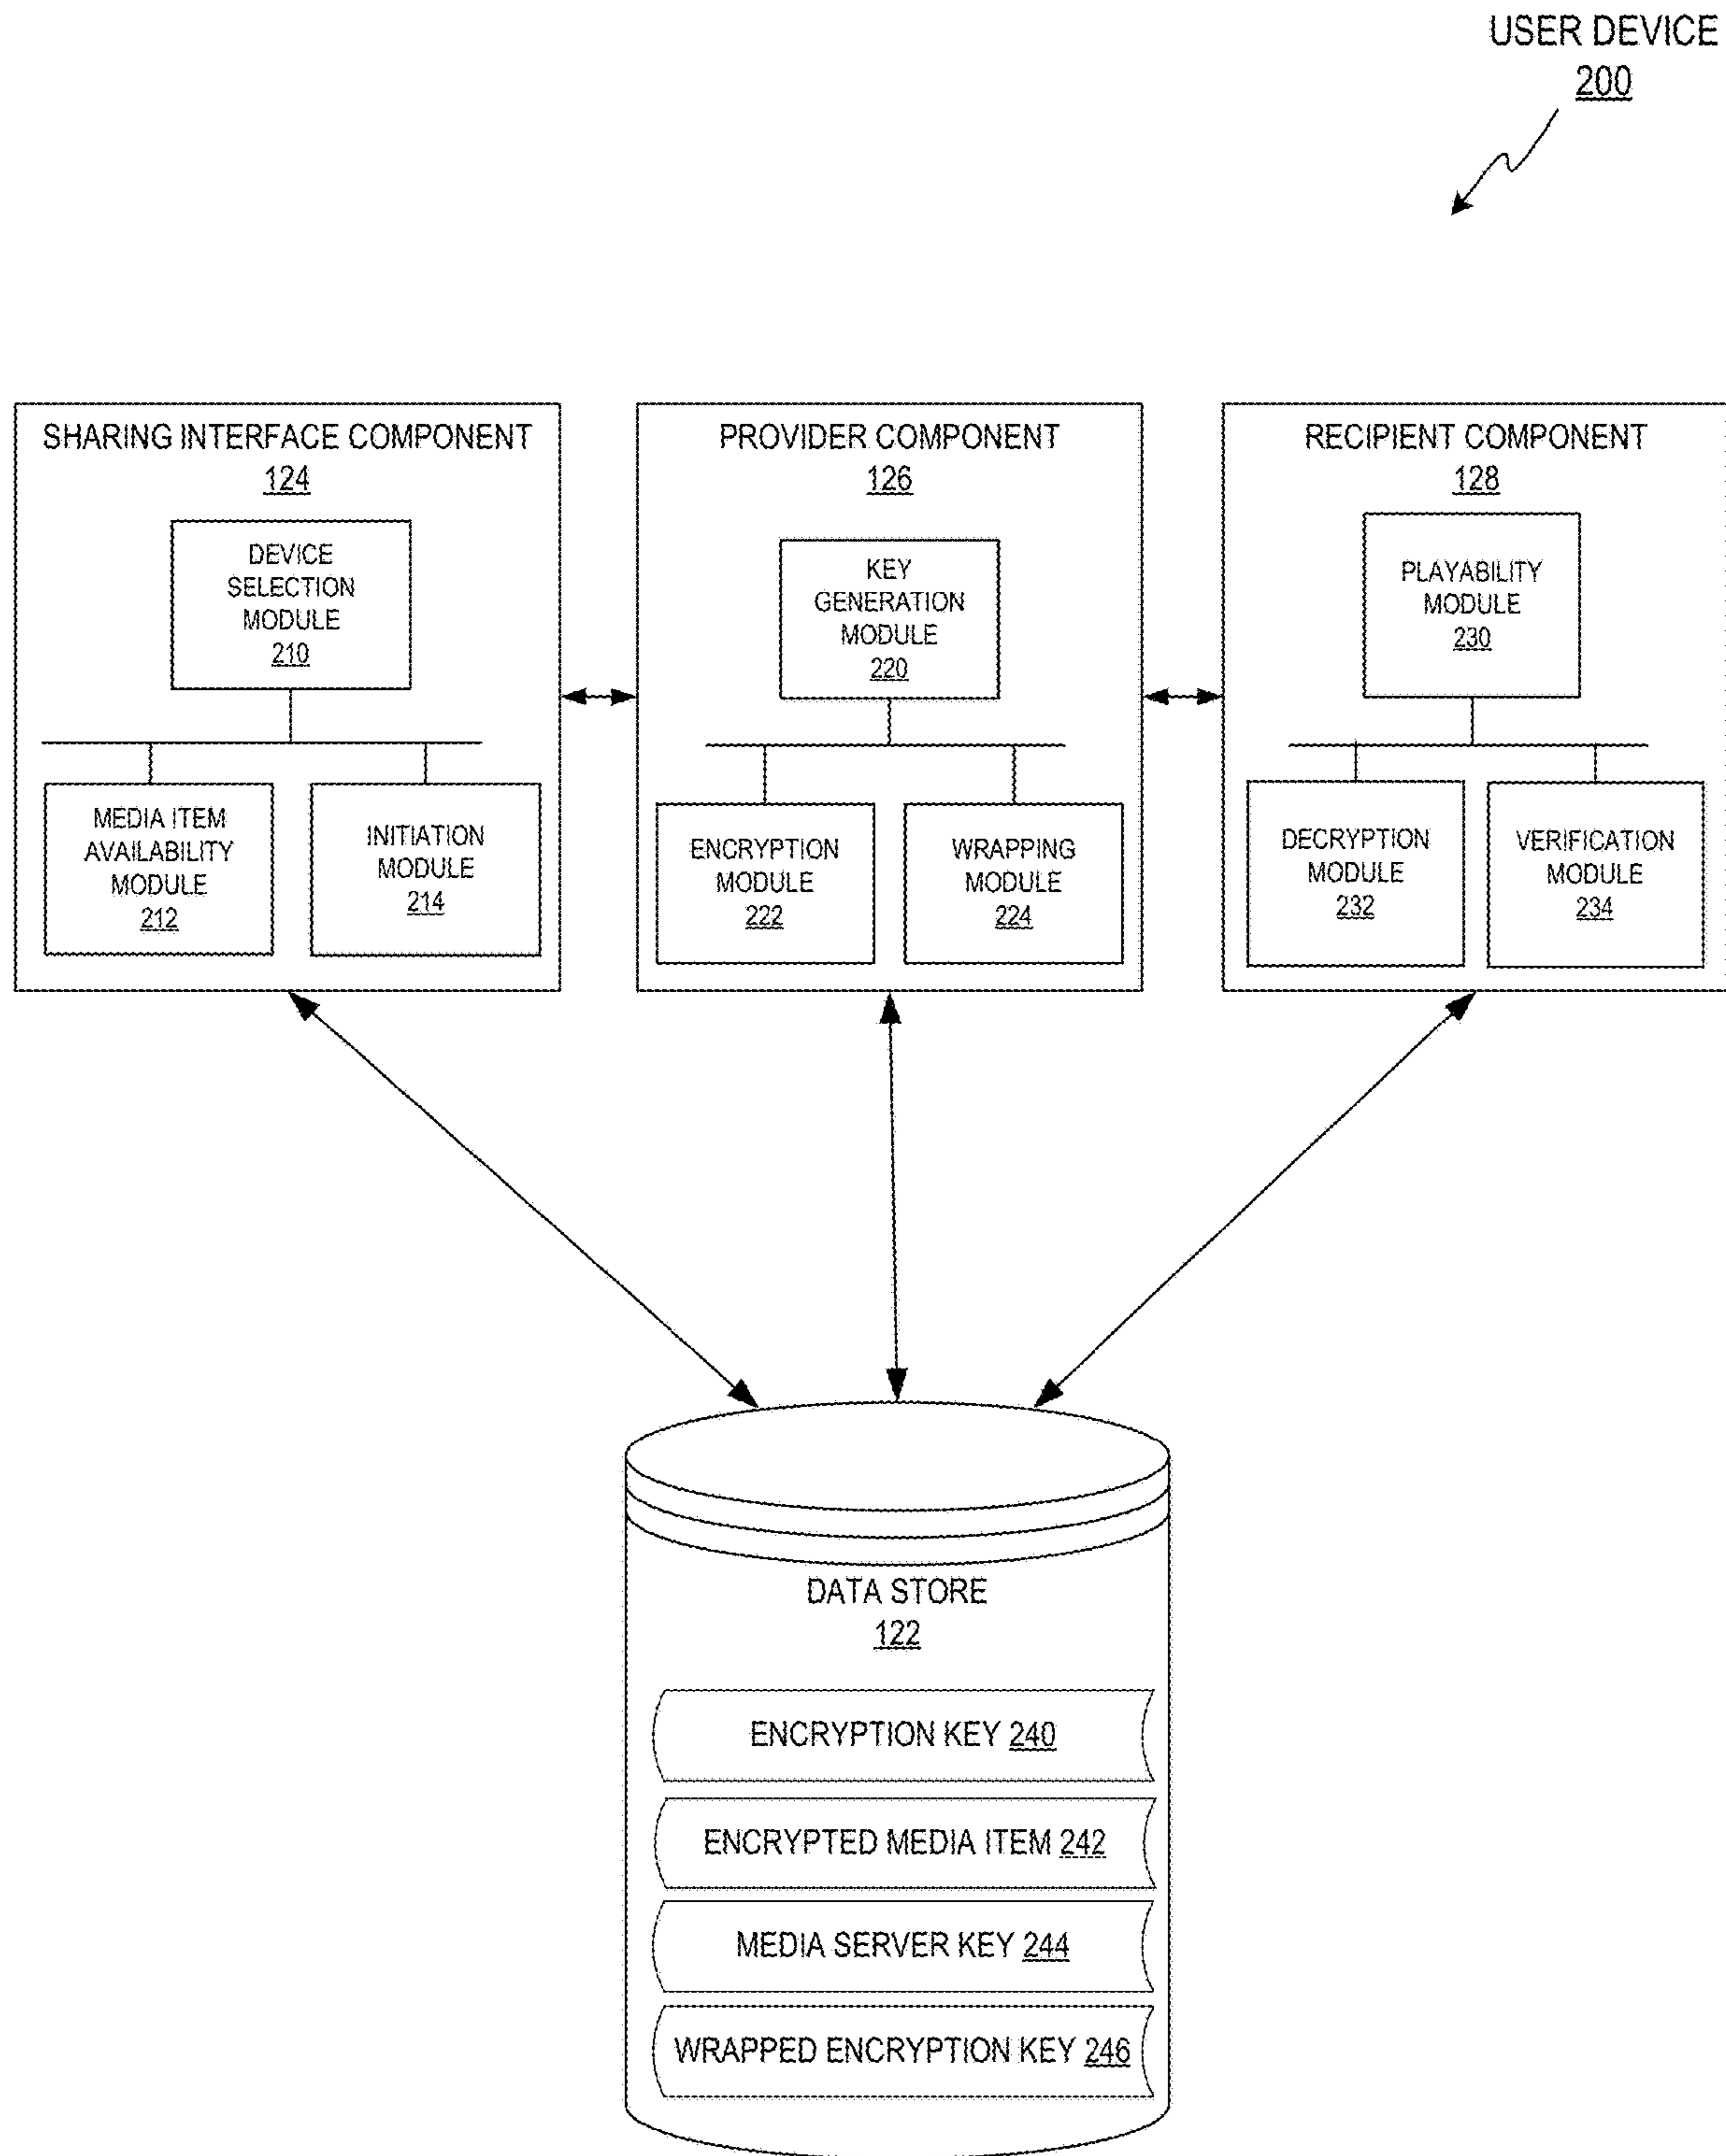 USER DEVICE
200
SHARING INTERFACE COMPONENT
124
DEVICE
SELECTION
MODULE
210
MEDIA ITEM
AVAILABILITY
MODULE
212
INITIATION
MODULE
214
PROVIDER COMPONENT
126
KEY
GENERATION
MODULE
220
ENCRYPTION
MODULE
222
WRAPPING
MODULE
224
RECIPIENT COMPONENT
128
PLAYABILITY
MODULE
230
DECRYPTION
MODULE
232
VERIFICATION
MODULE
234
DATA STORE
122
ENCRYPTION KEY 240
ENCRYPTED MEDIA ITEM 242
MEDIA SERVER KEY 244
WRAPPED ENCRYPTION KEY 246